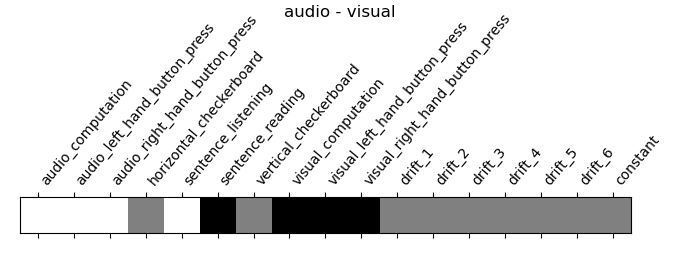 audio - visual
audio_computation
audio_left_hand_button_press
audio_right_hand_button_press
horizontal_checkerboard
sentence_listening
sentence_reading
vertical_checkerboard
visual_computation
visual_left_hand_button_press
visual_right_hand_button_press
drift_1
drift_2
drift_3
drift_4
drift_5
drift_6
constant